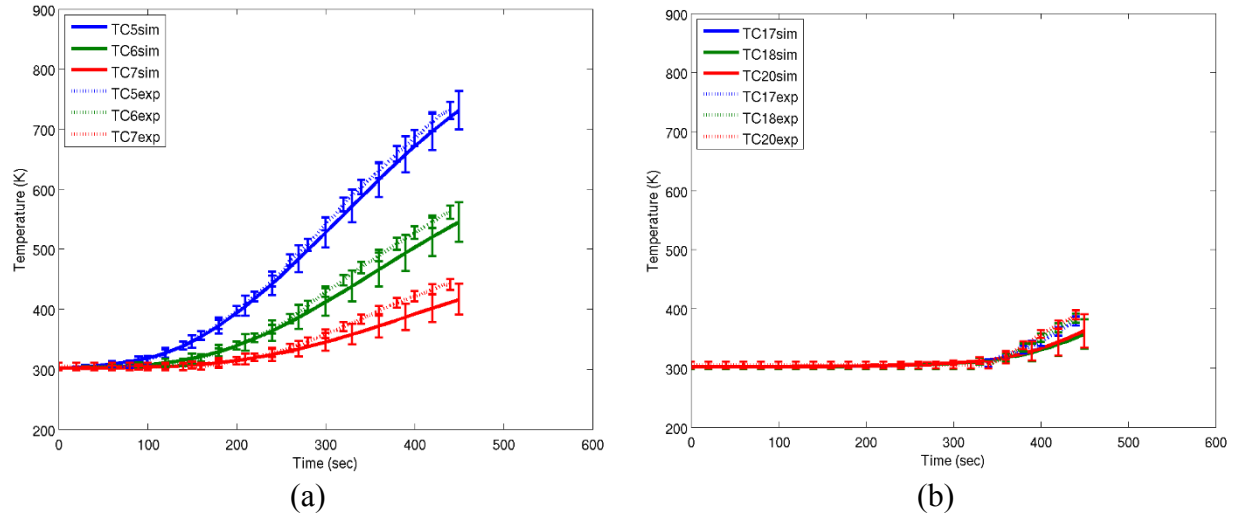 900
800
700
600
500
400
300
200
Temperature (K)
TC5sim
TC6sim
TC7sim
TC5exp
TC6exp
TC7exp
0 100 200 300 400 500 600
Time (sec)
(a)
900
800
700
600
500
400
300
200
Temperature (K)
TC17sim
TC18sim
TC20sim
TC17exp
TC18exp
TC20exp
0 100 200 300 400 500 600
Time (sec)
(b)